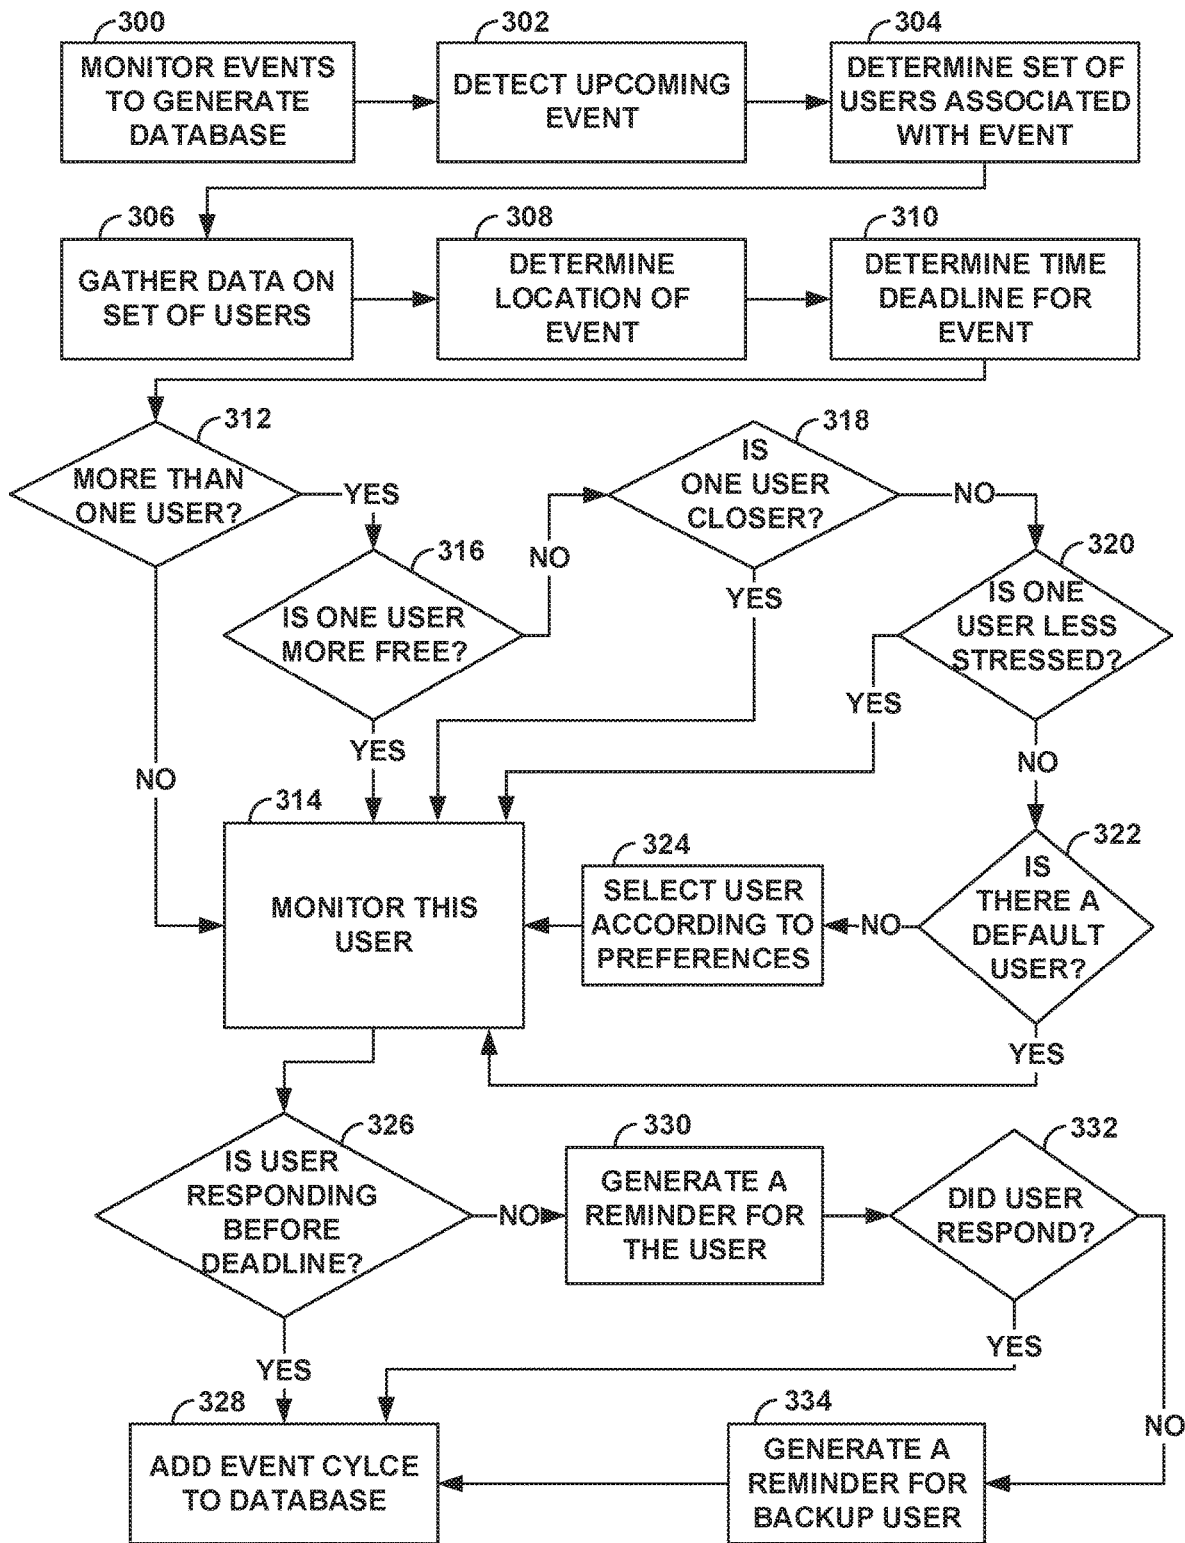 300
MONITOR EVENTS
TO GENERATE
DATABASE
302
DETECT UPCOMING
EVENT
304
DETERMINE SET OF
USERS ASSOCIATED
WITH EVENT
306
GATHER DATA ON
SET OF USERS
308
DETERMINE
LOCATION OF
EVENT
310
DETERMINE TIME
DEADLINE FOR
EVENT
312
MORE THAN
ONE USER?
YES
NO
316
IS ONE USER
MORE FREE?
NO
YES
318
IS
ONE USER
CLOSER?
NO
YES
320
IS ONE
USER LESS
STRESSED?
YES
NO
314
MONITOR THIS
USER
324
SELECT USER
ACCORDING TO
PREFERENCES
NO
322
IS
THERE A
DEFAULT
USER?
YES
326
IS USER
RESPONDING
BEFORE
DEADLINE?
NO
YES
330
GENERATE A
REMINDER FOR
THE USER
332
DID USER
RESPOND?
YES
NO
328
ADD EVENT CYLCE
TO DATABASE
334
GENERATE A
REMINDER FOR
BACKUP USER